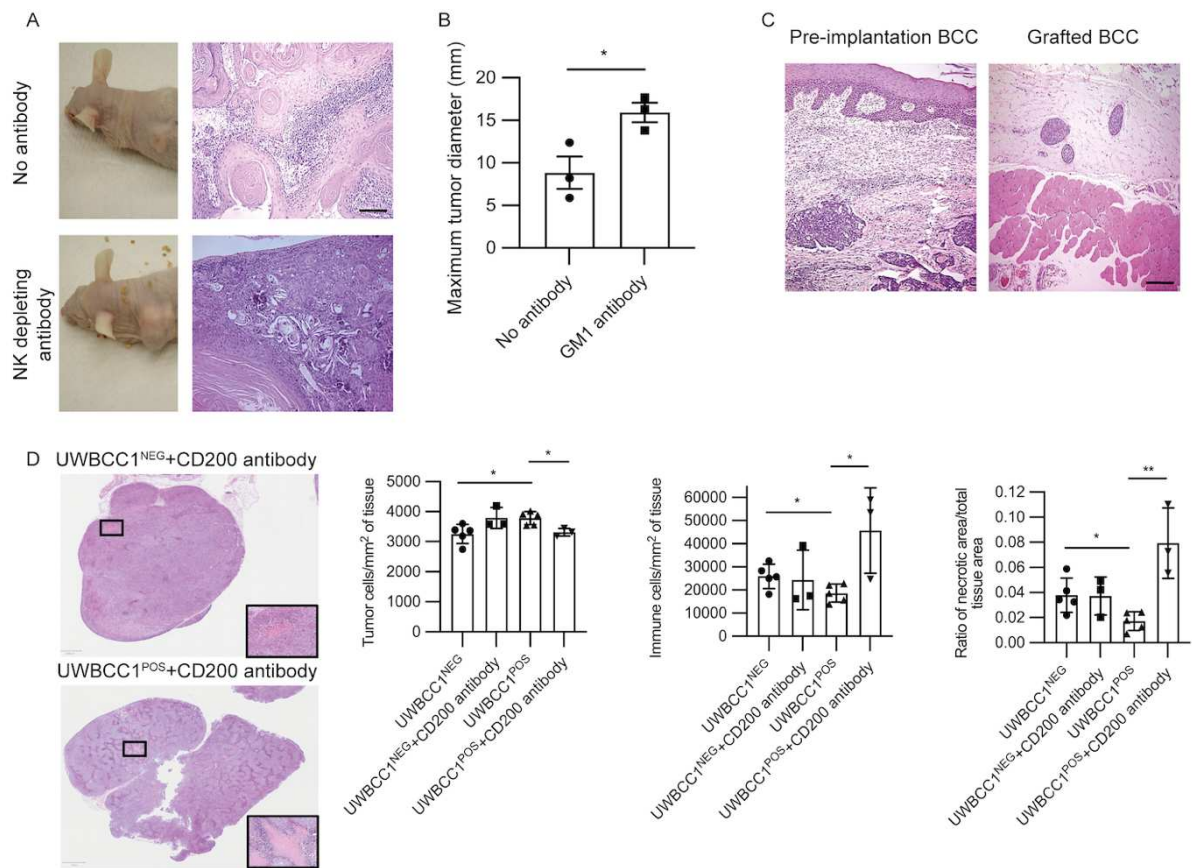 A
No antibody
NK depleting
antibody
B
*
Maximum tumor diameter (mm)
20
15
10
5
0
No antibody
GM1 antibody
C
Pre-implantation BCC
Grafted BCC
D
UWBCC1NEG+CD200 antibody
UWBCC1POS+CD200 antibody
*
*
Tumor cells/mm2 of tissue
5000
4000
3000
2000
1000
0
UWBCC1NEG
UWBCC1NEG+CD200 antibody
UWBCC1POS
UWBCC1POS+CD200 antibody
*
*
Immune cells/mm2 of tissue
60000
50000
40000
30000
20000
10000
0
UWBCC1NEG
UWBCC1NEG+CD200 antibody
UWBCC1POS
UWBCC1POS+CD200 antibody
**
*
Ratio of necrotic area/total
tissue area
0.12
0.10
0.08
0.06
0.04
0.02
0.00
UWBCC1NEG
UWBCC1NEG+CD200 antibody
UWBCC1POS
UWBCC1POS+CD200 antibody